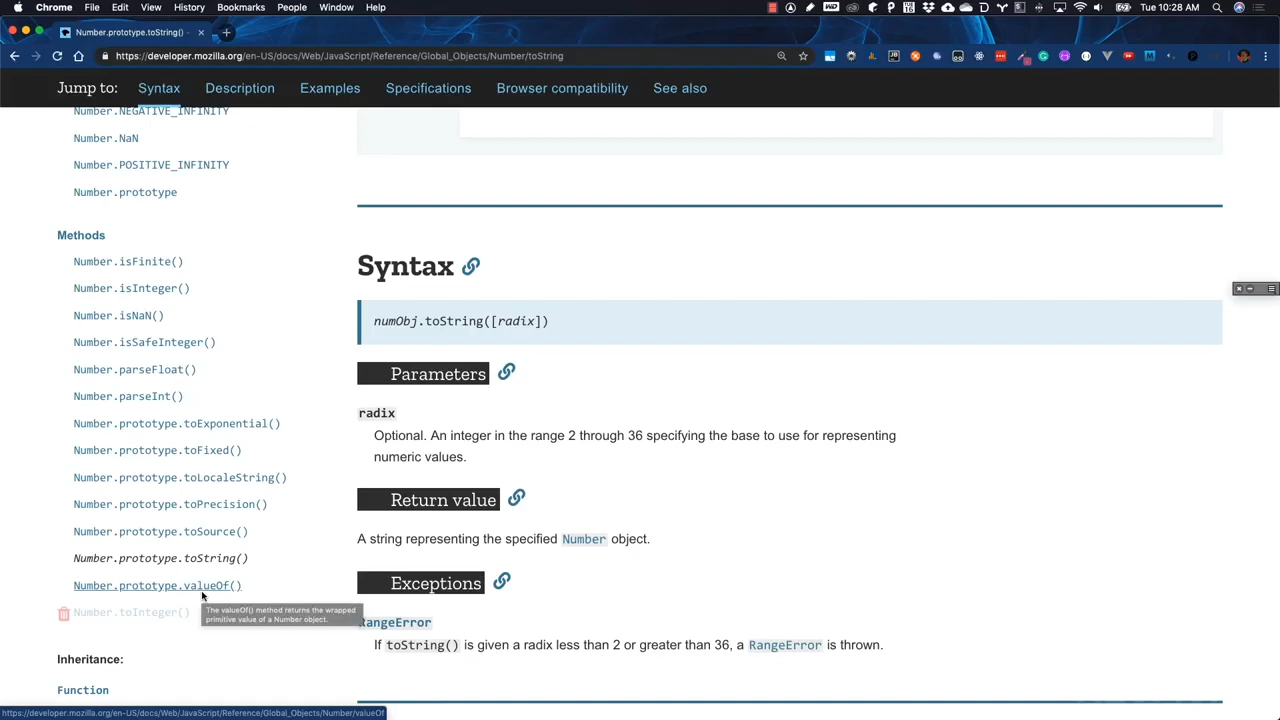 Chrome File Edit View History Bookmarks People Window Help
Tue 10:28 AM
Number.prototype.toString() -
https://developer.mozilla.org/en-US/docs/Web/JavaScript/Reference/Global_Objects/Number/toString
Jump to: Syntax Description Examples Specifications Browser compatibility See also
Number.NEGATIVE_INFINITY
Number.NaN
Number.POSITIVE_INFINITY
Number.prototype
Methods
Number.isFinite()
Number.isInteger()
Number.isNaN()
Number.isSafeInteger()
Number.parseFloat()
Number.parseInt()
Number.prototype.toExponential()
Number.prototype.toFixed()
Number.prototype.toLocaleString()
Number.prototype.toPrecision()
Number.prototype.toSource()
Number.prototype.toString()
Number.prototype.valueOf()
Number.toInteger()
The valueOf() method returns the wrapped
primitive value of a Number object.
Inheritance:
Function
https://developer.mozilla.org/en-US/docs/Web/JavaScript/Reference/Global_Objects/Number/valueOf
Syntax
numObj.toString([radix])
Parameters
radix
Optional. An integer in the range 2 through 36 specifying the base to use for representing
numeric values.
Return value
A string representing the specified Number object.
Exceptions
RangeError
If toString() is given a radix less than 2 or greater than 36, a RangeError is thrown.